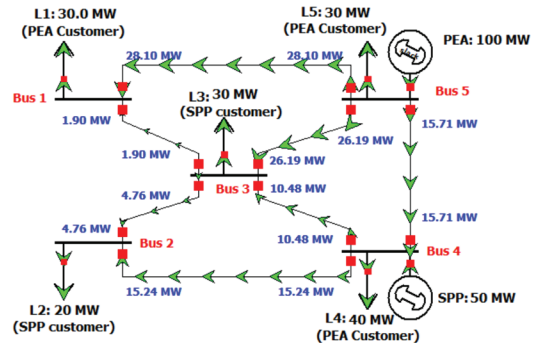 L1: 30.0 MW
(PEA Customer)
L5: 30 MW
(PEA Customer)
PEA: 100 MW
slack
28.10 MW
28.10 MW
L3: 30 MW
(SPP customer)
Bus 1
Bus 5
1.90 MW
15.71 MW
1.90 MW
26.19 MW
26.19 MW
Bus 3
4.76 MW
10.48 MW
4.76 MW
Bus 2
10.48 MW
15.71 MW
Bus 4
15.24 MW
15.24 MW
SPP: 50 MW
L2: 20 MW
(SPP customer)
L4: 40 MW
(PEA Customer)